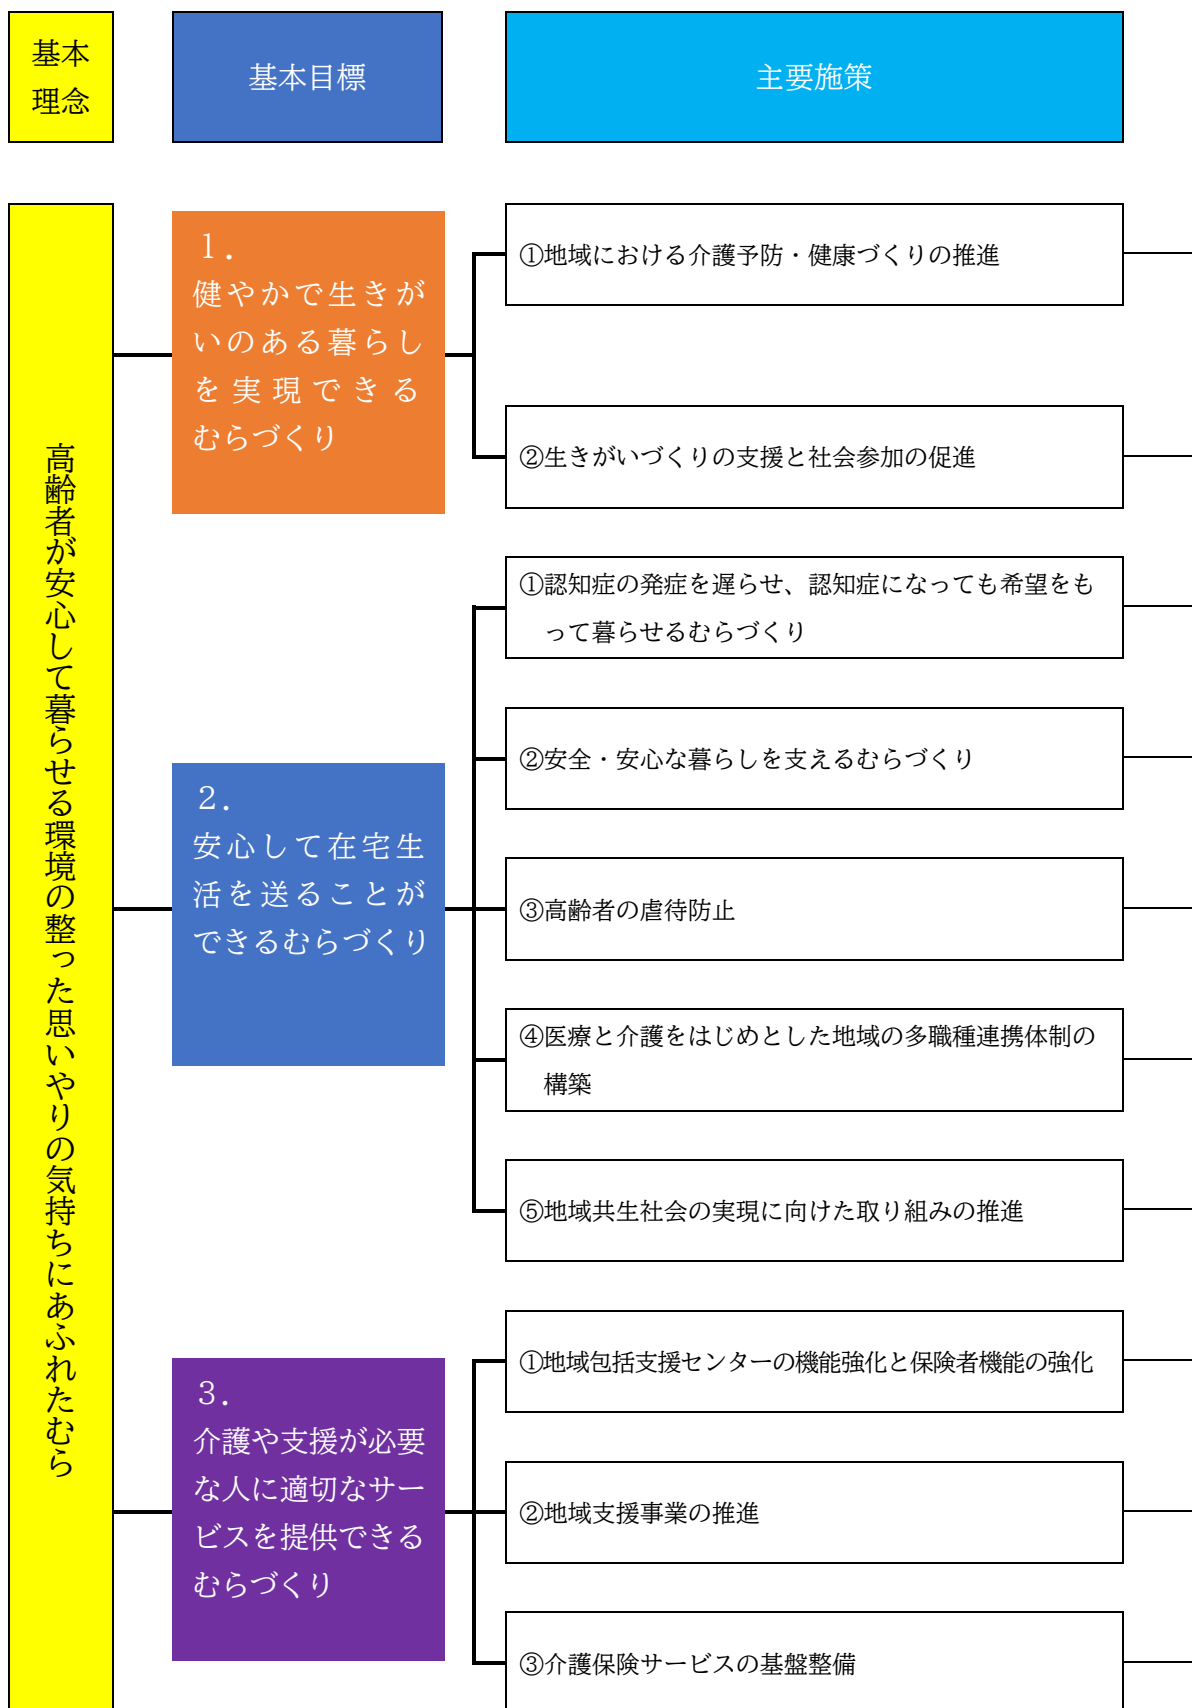 基本
理念
基本目標
主要施策
高齢者が安心して暮らせる環境の整った思いやりの気持ちにあふれたむら
１．
健やかで生きが
いのある暮らし
を実現できる
むらづくり
①地域における介護予防・健康づくりの推進
②生きがいづくりの支援と社会参加の促進
２．
安心して在宅生
活を送ることが
できるむらづくり
①認知症の発症を遅らせ、認知症になっても希望をも
って暮らせるむらづくり
②安全・安心な暮らしを支えるむらづくり
③高齢者の虐待防止
④医療と介護をはじめとした地域の多職種連携体制の
構築
⑤地域共生社会の実現に向けた取り組みの推進
３．
介護や支援が必要
な人に適切なサー
ビスを提供できる
むらづくり
①地域包括支援センターの機能強化と保険者機能の強化
②地域支援事業の推進
③介護保険サービスの基盤整備